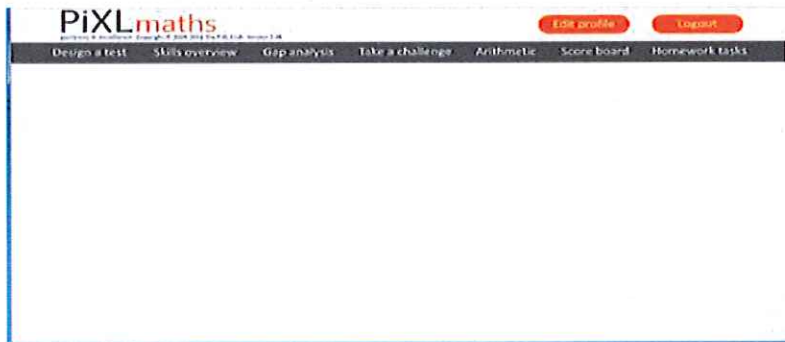 PiXLmaths
Edit profile Logout
Design a test Skills overview Gap analysis Take a challenge Arithmetic Score board Homework tasks